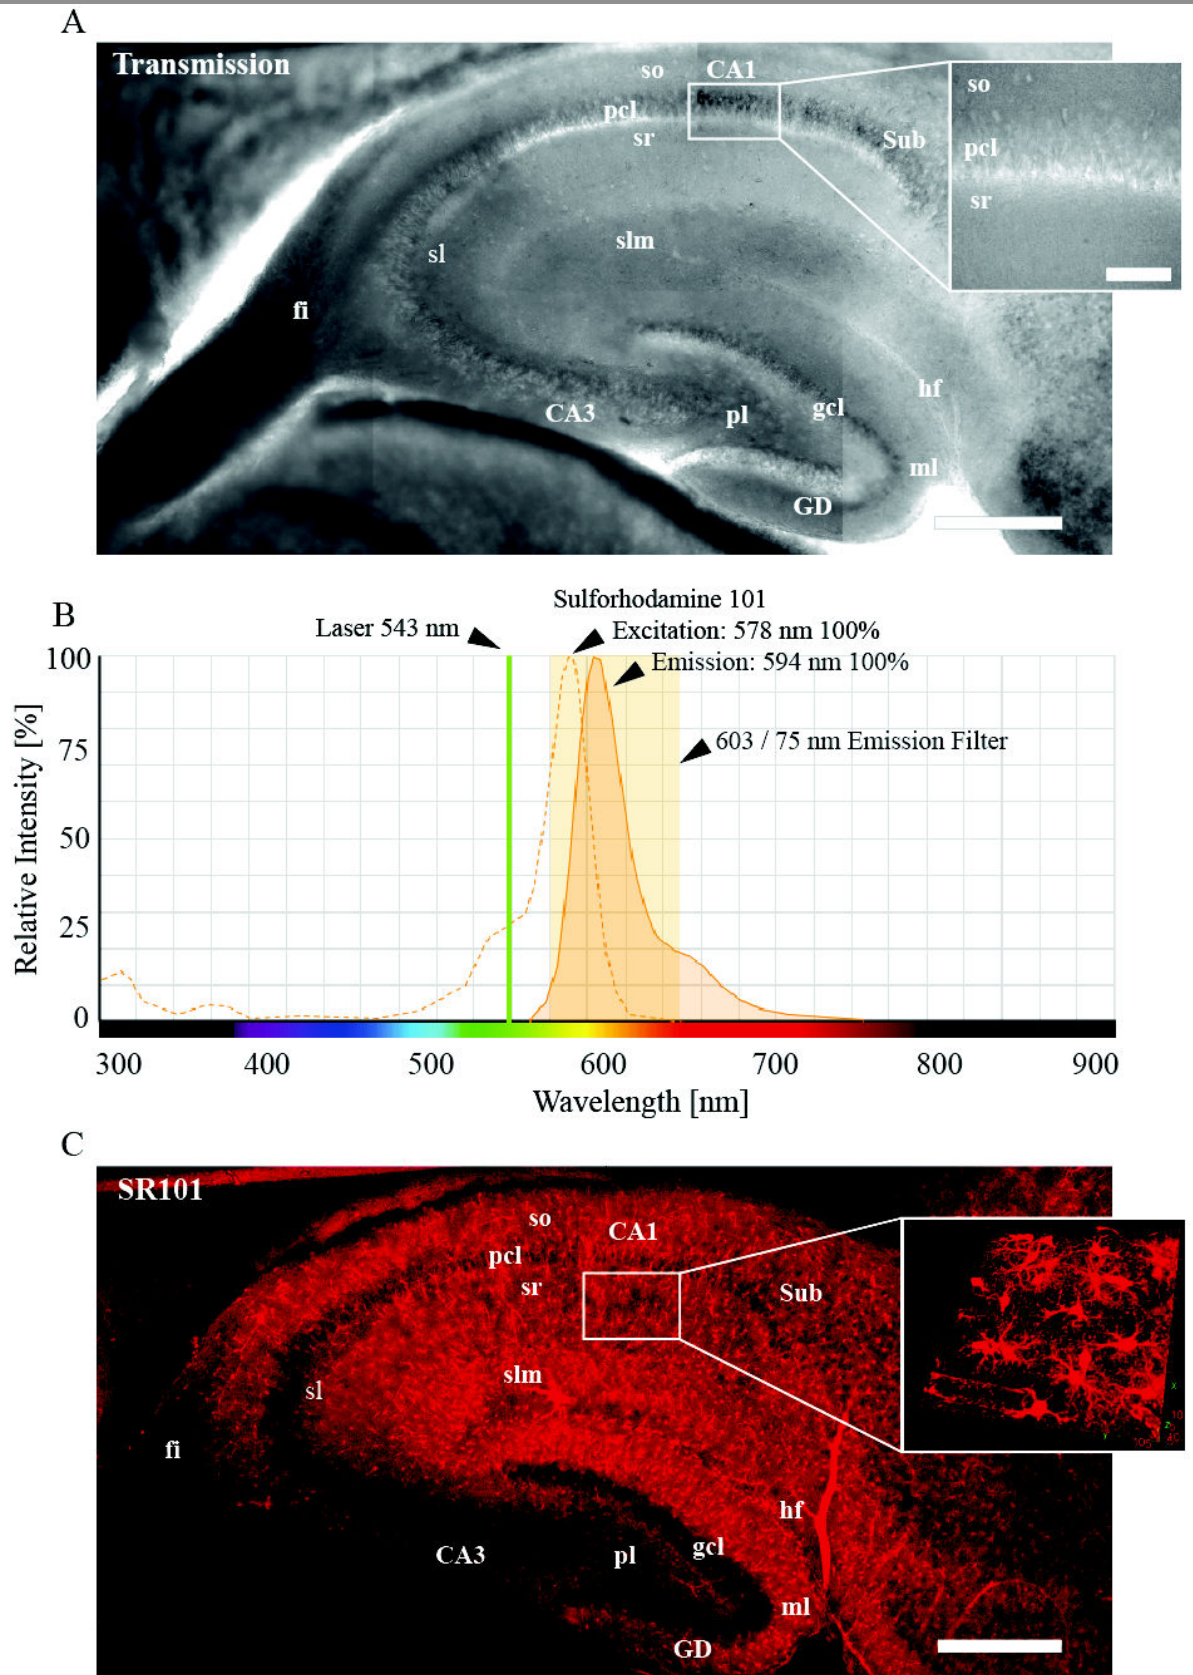 A
Transmission
so
CA1
pcl
sr
Sub
so
pcl
sr
sl
slm
fi
CA3
pl
gcl
hf
ml
GD
B
Sulforhodamine 101
Laser 543 nm
Excitation: 578 nm 100%
Emission: 594 nm 100%
603 / 75 nm Emission Filter
Relative Intensity [%]
100
75
50
25
0
300 400 500 600 700 800 900
Wavelength [nm]
C
SR101
so
CA1
pcl
sr
Sub
slm
sl
fi
hf
CA3
pl
gcl
ml
GD